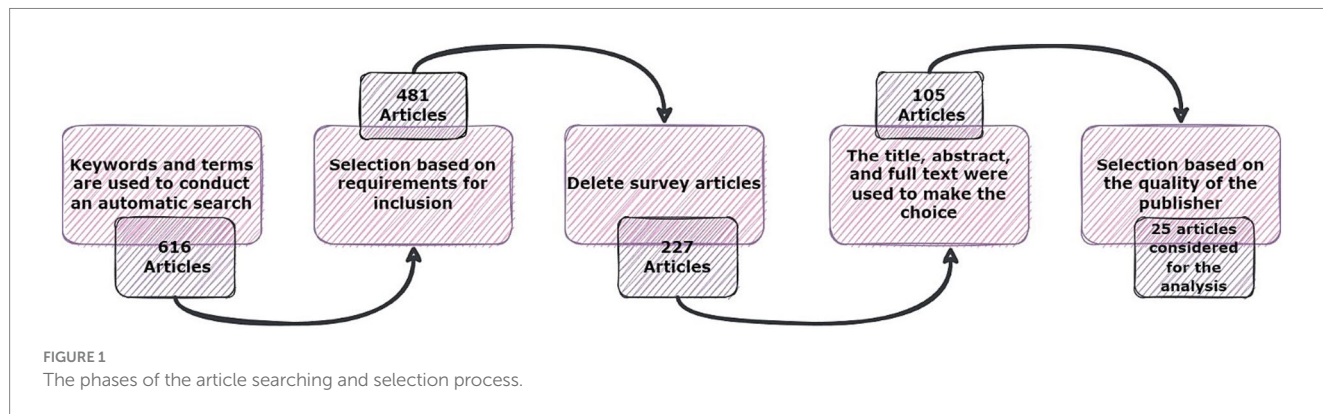 Keywords and terms
are used to conduct
an automatic search
616
Articles
481
Articles
Selection based on
requirements for
inclusion
Delete survey articles
227
Articles
105
Articles
The title, abstract,
and full text were
used to make the
choice
Selection based on
the quality of the
publisher
25 articles
considered
for the
analysis
FIGURE 1
The phases of the article searching and selection process.